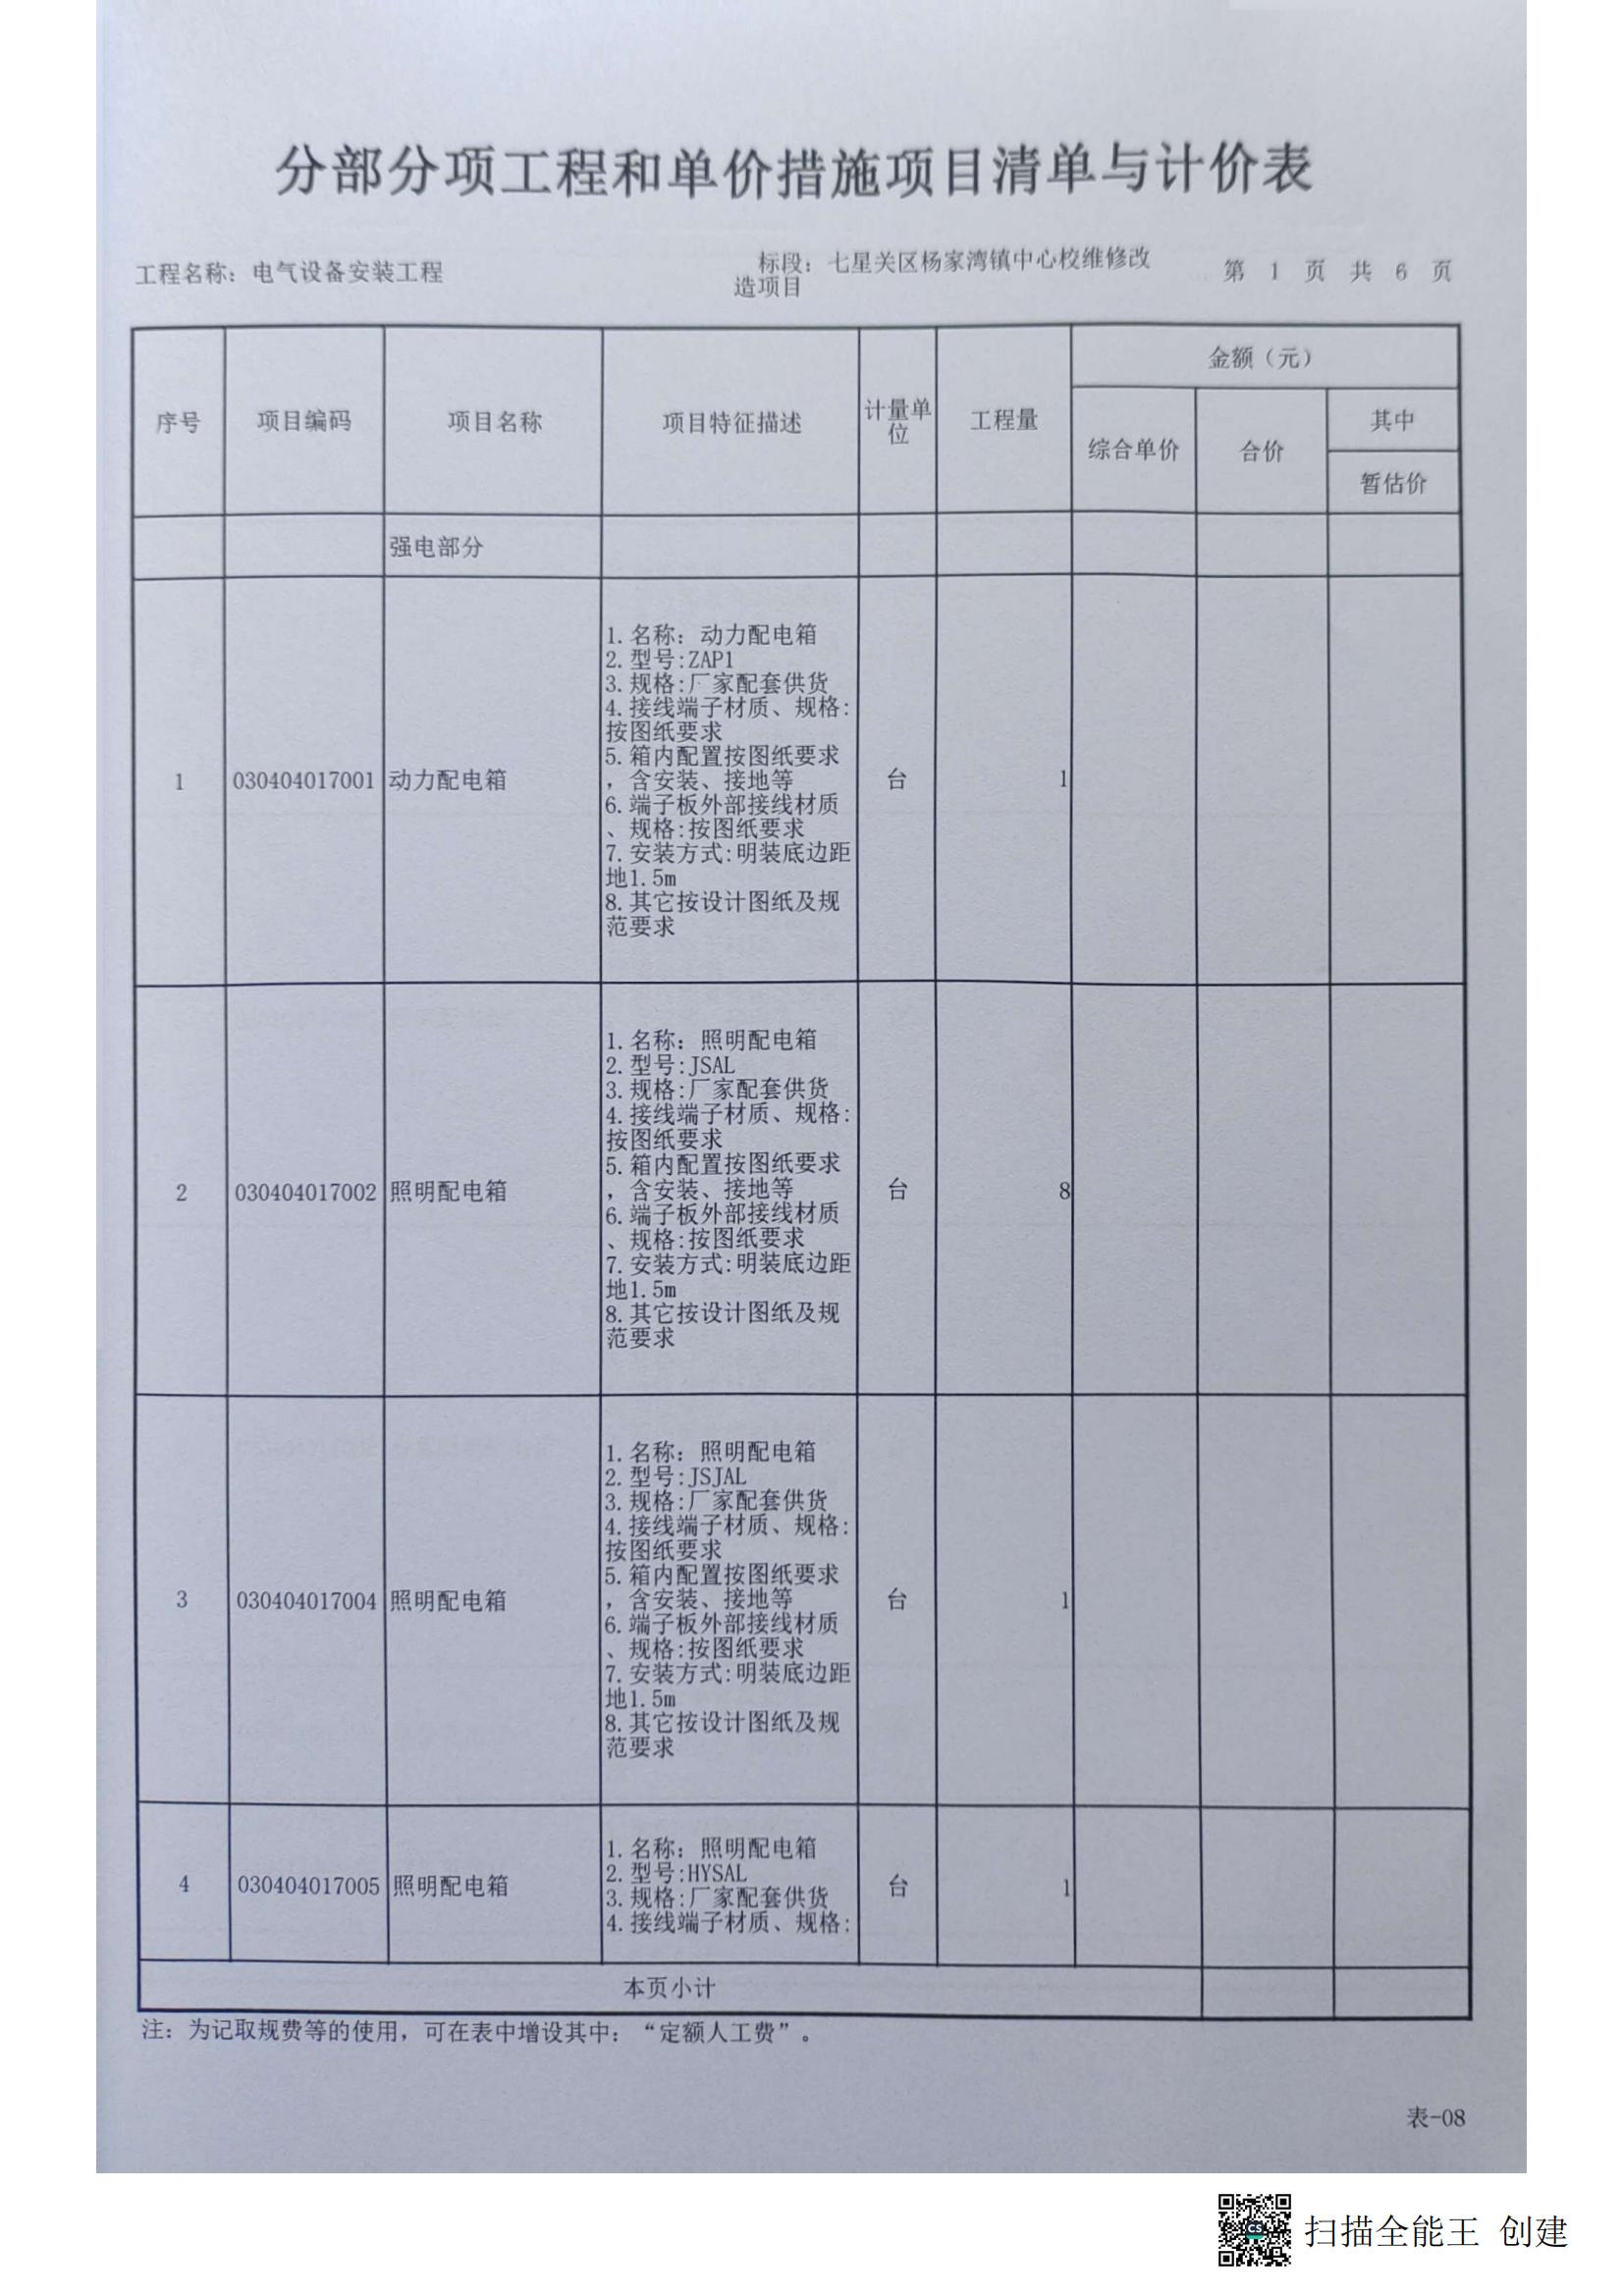 分部分项工程和单价措施项目清单与计价表
工程名称：电气设备安装工程
标段：七星关区杨家湾镇中心校维修改
造项目
第 1 页 共 6 页
序号
项目编码
项目名称
项目特征描述
计量单
位
工程量
金额（元）
综合单价
合价
其中
暂估价
强电部分
1
030404017001
动力配电箱
1.名称：动力配电箱
2.型号:ZAP1
3.规格:厂家配套供货
4.接线端子材质、规格:
按图纸要求
5.箱内配置按图纸要求
，含安装、接地等
6.端子板外部接线材质
、规格:按图纸要求
7.安装方式:明装底边距
地1.5m
8.其它按设计图纸及规
范要求
台
1
2
030404017002
照明配电箱
1.名称：照明配电箱
2.型号:JSAL
3.规格:厂家配套供货
4.接线端子材质、规格:
按图纸要求
5.箱内配置按图纸要求
，含安装、接地等
6.端子板外部接线材质
、规格:按图纸要求
7.安装方式:明装底边距
地1.5m
8.其它按设计图纸及规
范要求
台
8
3
030404017004
照明配电箱
1.名称：照明配电箱
2.型号:JSJAL
3.规格:厂家配套供货
4.接线端子材质、规格:
按图纸要求
5.箱内配置按图纸要求
，含安装、接地等
6.端子板外部接线材质
、规格:按图纸要求
7.安装方式:明装底边距
地1.5m
8.其它按设计图纸及规
范要求
台
1
4
030404017005
照明配电箱
1.名称：照明配电箱
2.型号:HYSAL
3.规格:厂家配套供货
4.接线端子材质、规格:
台
1
本页小计
注：为记取规费等的使用，可在表中增设其中：“定额人工费”。
表-08
CS
扫描全能王 创建